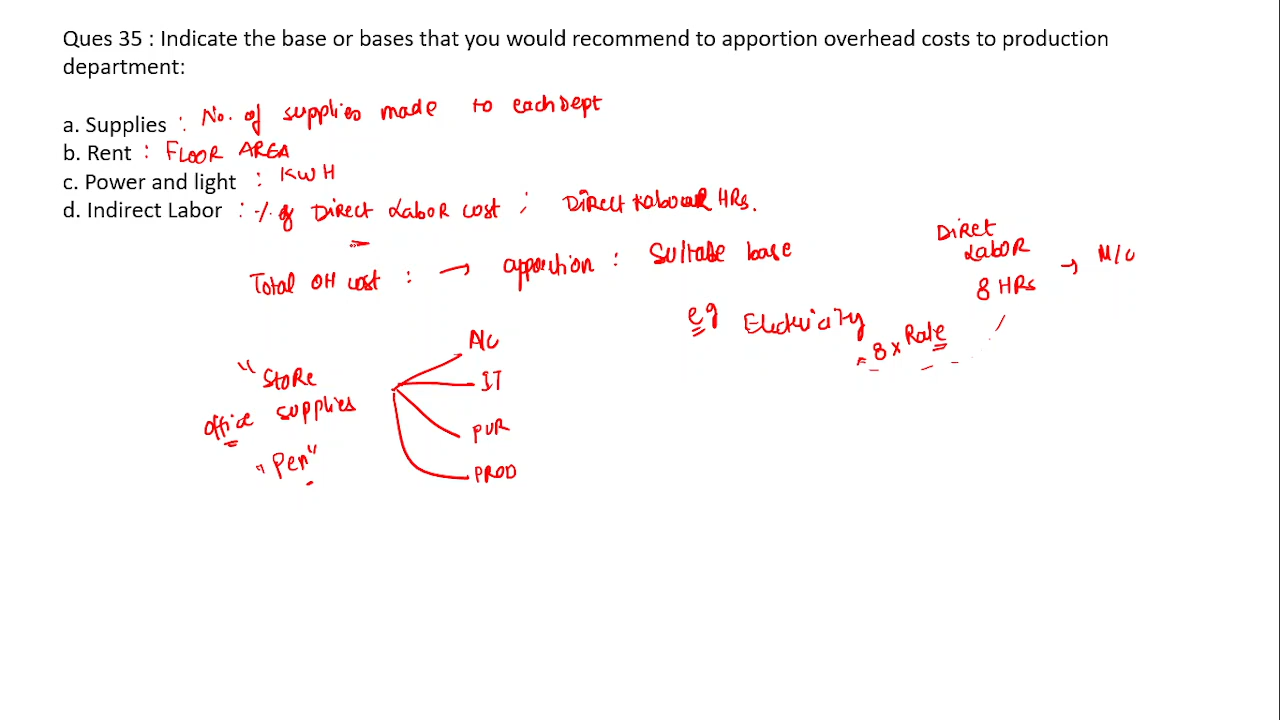 Ques 35 : Indicate the base or bases that you would recommend to apportion overhead costs to production
department:
a. Supplies : No. of supplies made to each Dept
b. Rent : FLOOR AREA
c. Power and light : KWH
d. Indirect Labor : -/. of DIRect LaboR cost ; DIRect HRs.
Total OH cost : → apportion : Suitable base
Diret
LaboR → M/C
8 HRs
eg Electricity
= 8 x Rate
"StoRe
office supplies
"Pen"
A/C
IT
PUR
PROD